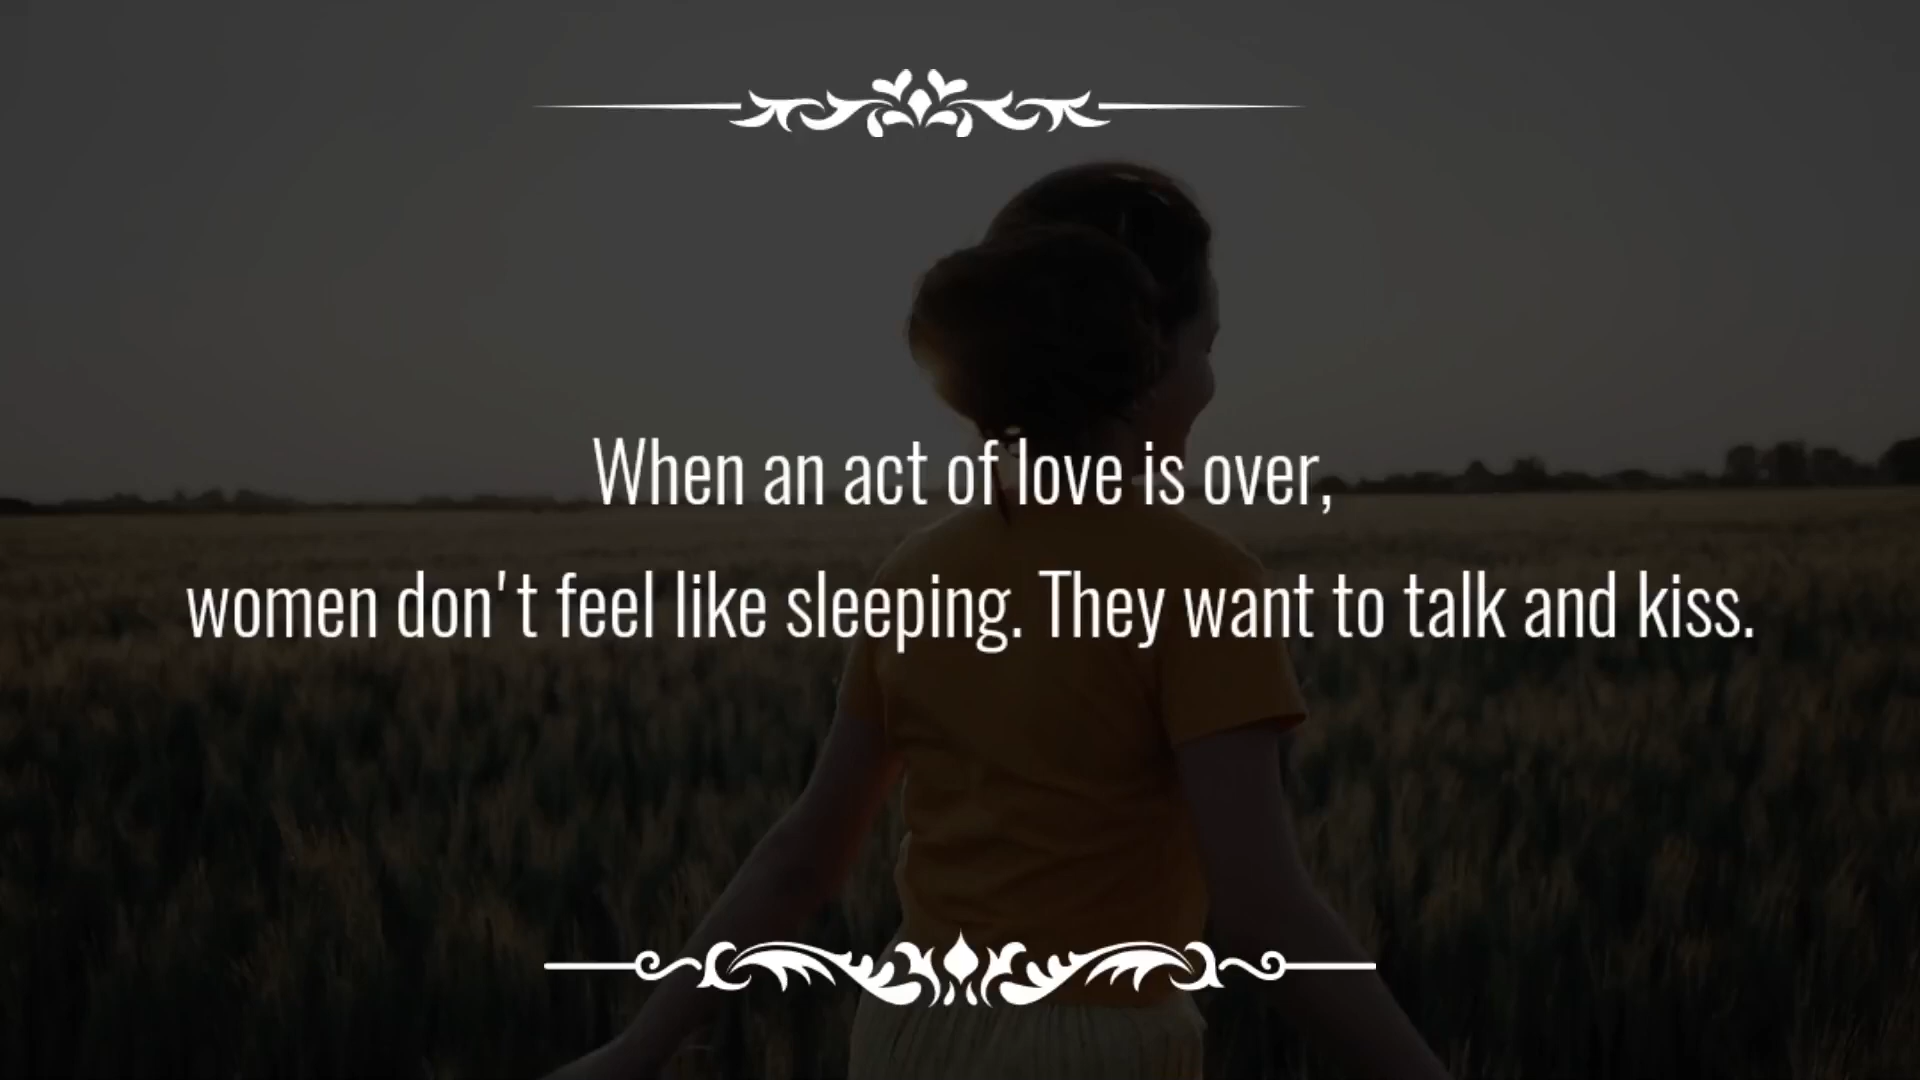 When an act of love is over,
women don't feel like sleeping. They want to talk and kiss.